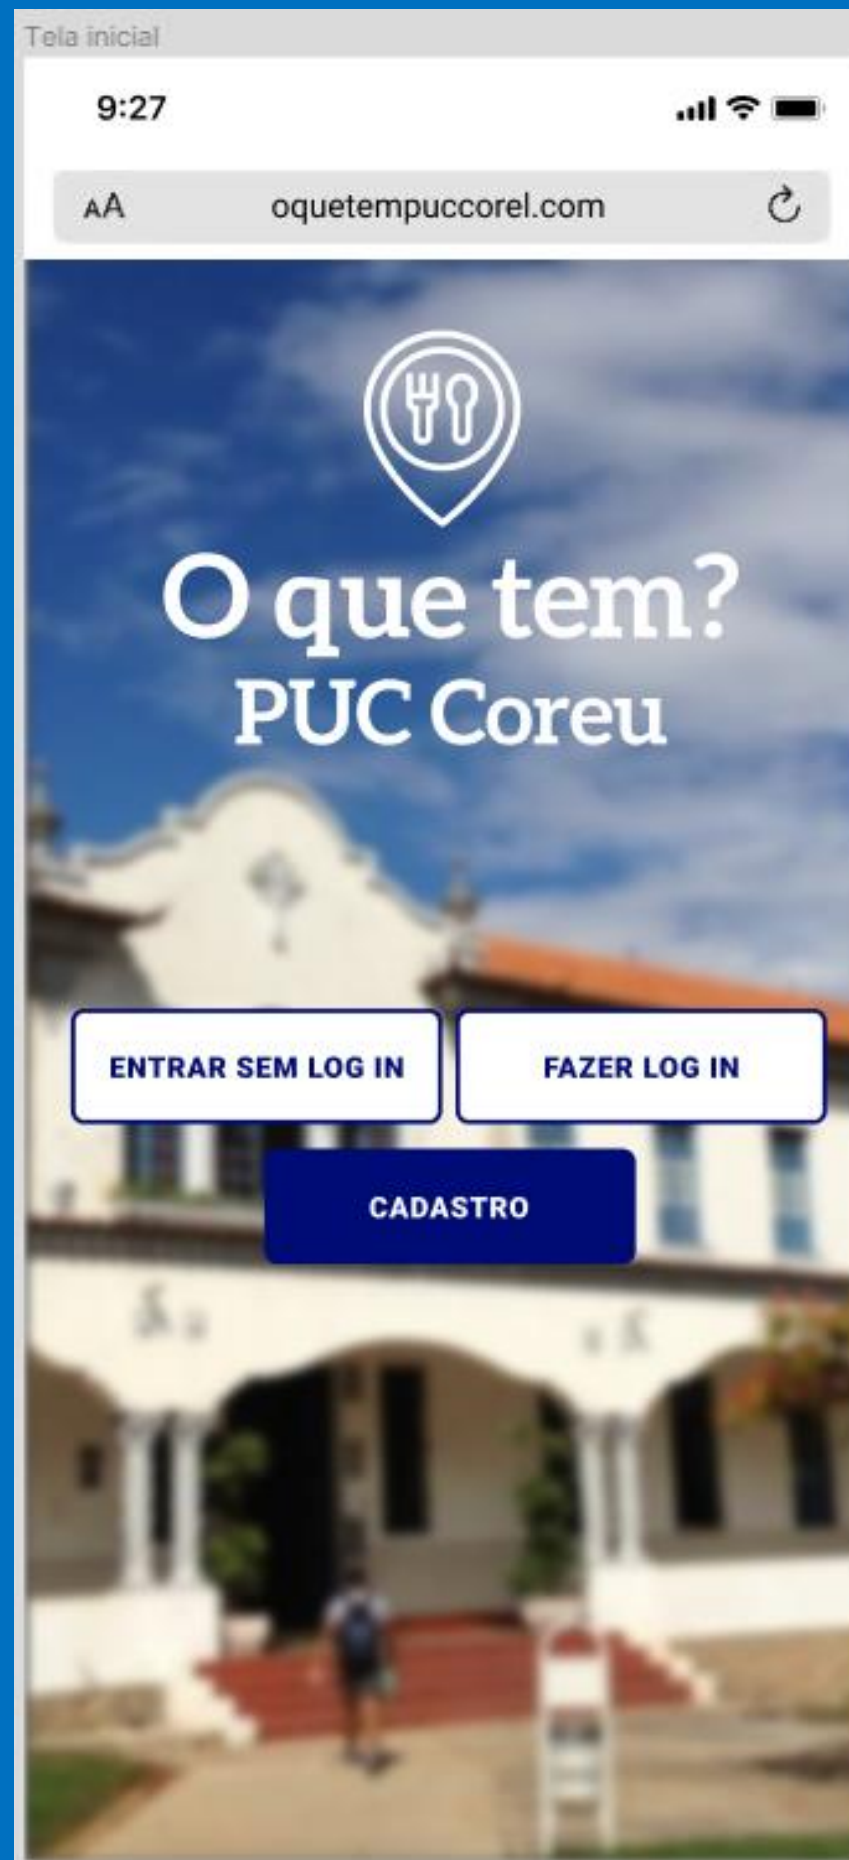 Tela inicial
9:27
AA oquetempuccorel.com
O que tem?
PUC Coreu
ENTRAR SEM LOG IN FAZER LOG IN
CADASTRO